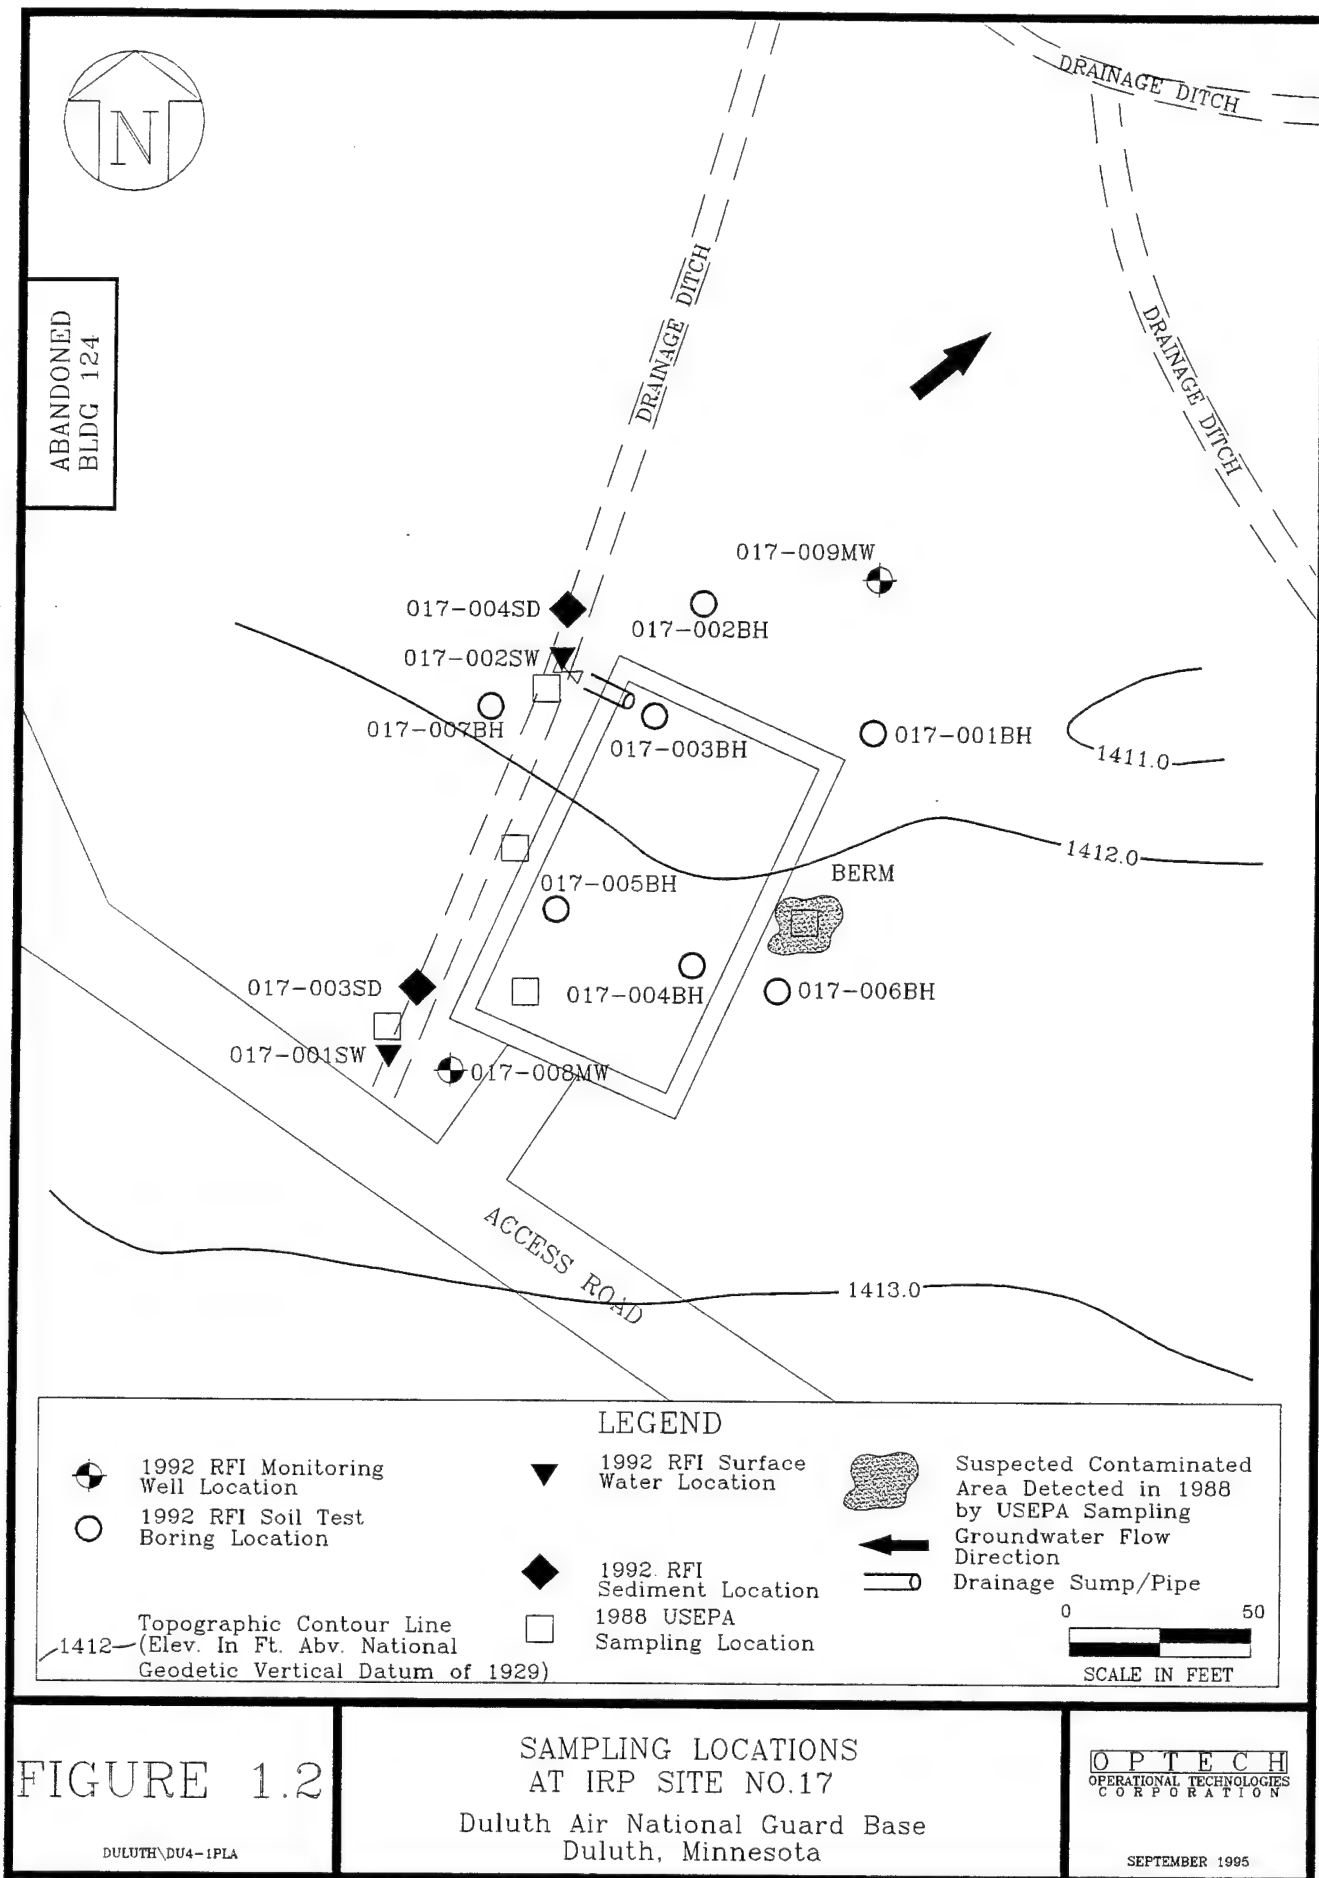 N
DRAINAGE DITCH
DRAINAGE DITCH
DRAINAGE DITCH
ABANDONED
BLDG 124
017-009MW
017-004SD
017-002BH
017-002SW
017-007BH
017-003BH
017-001BH
1411.0
1412.0
BERM
017-005BH
017-003SD
017-004BH
017-006BH
017-001SW
017-008MW
ACCESS ROAD
1413.0
LEGEND
1992 RFI Monitoring
Well Location
1992 RFI Soil Test
Boring Location
Topographic Contour Line
1412 (Elev. In Ft. Abv. National
Geodetic Vertical Datum of 1929)
1992 RFI Surface
Water Location
1992 RFI
Sediment Location
1988 USEPA
Sampling Location
Suspected Contaminated
Area Detected in 1988
by USEPA Sampling
Groundwater Flow
Direction
Drainage Sump/Pipe
0 50
SCALE IN FEET
FIGURE 1.2
DULUTH\DU4-1PLA
SAMPLING LOCATIONS
AT IRP SITE NO.17
Duluth Air National Guard Base
Duluth, Minnesota
OPTECH
OPERATIONAL TECHNOLOGIES
CORPORATION
SEPTEMBER 1995